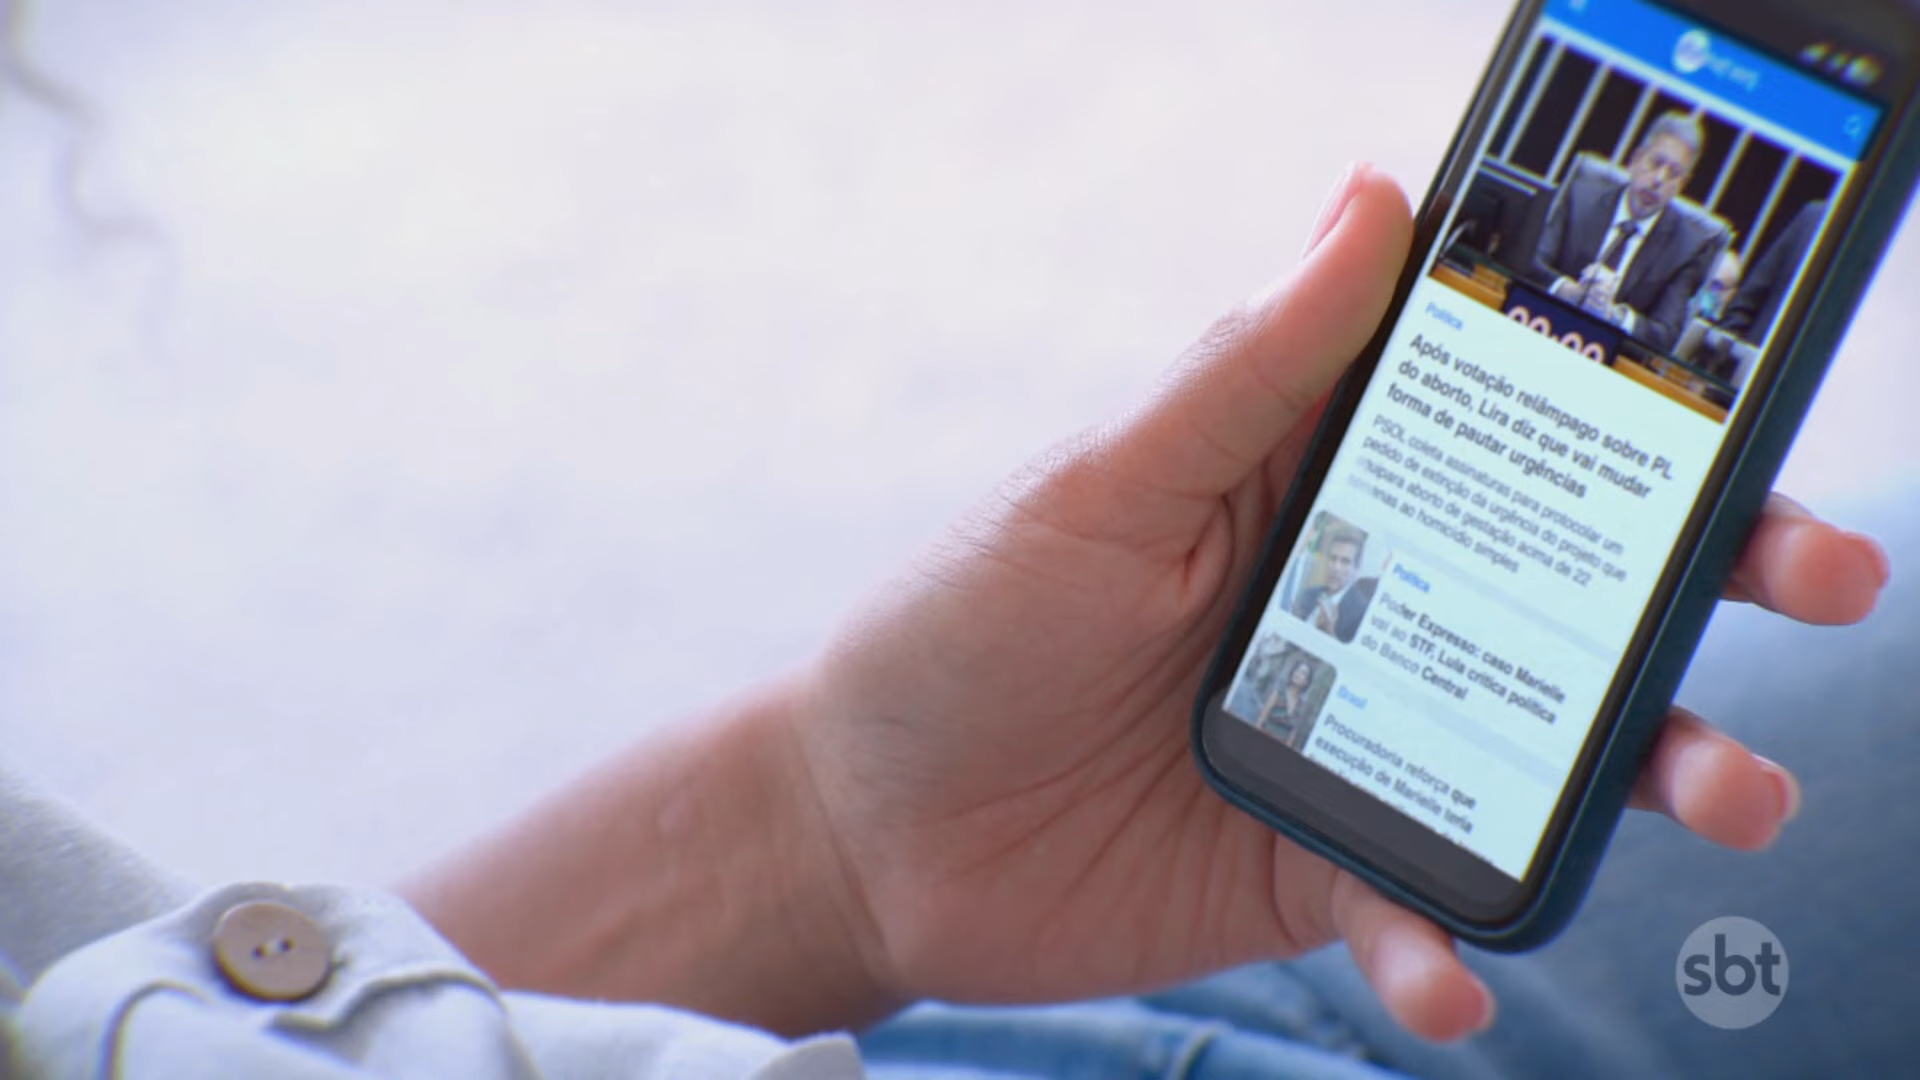 news
00:00
Política
Após votação relâmpago sobre PL
do aborto, Lira diz que vai mudar
forma de pautar urgências
PSOL coleta assinaturas para protocolar um
pedido de extinção da urgência do projeto que
aborto de gestação acima de 22
ao homicídio simples
Política
Poder Expresso: caso Marielle
vai ao STF, Lula critica política
do Banco Central
Brasil
Procuradoria reforça que
execução de Marielle teria
sbt